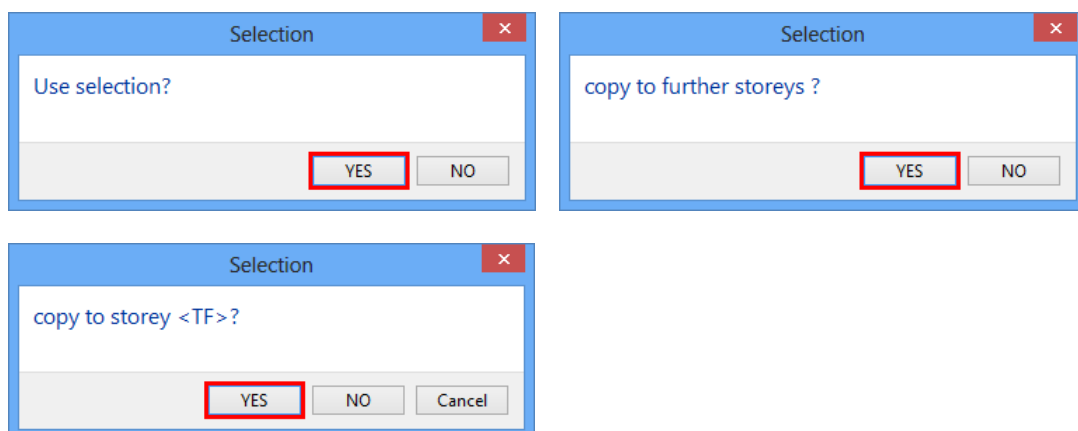 Selection
Use selection?
YES NO
Selection
copy to further storeys ?
YES NO
Selection
copy to storey <TF>?
YES NO Cancel